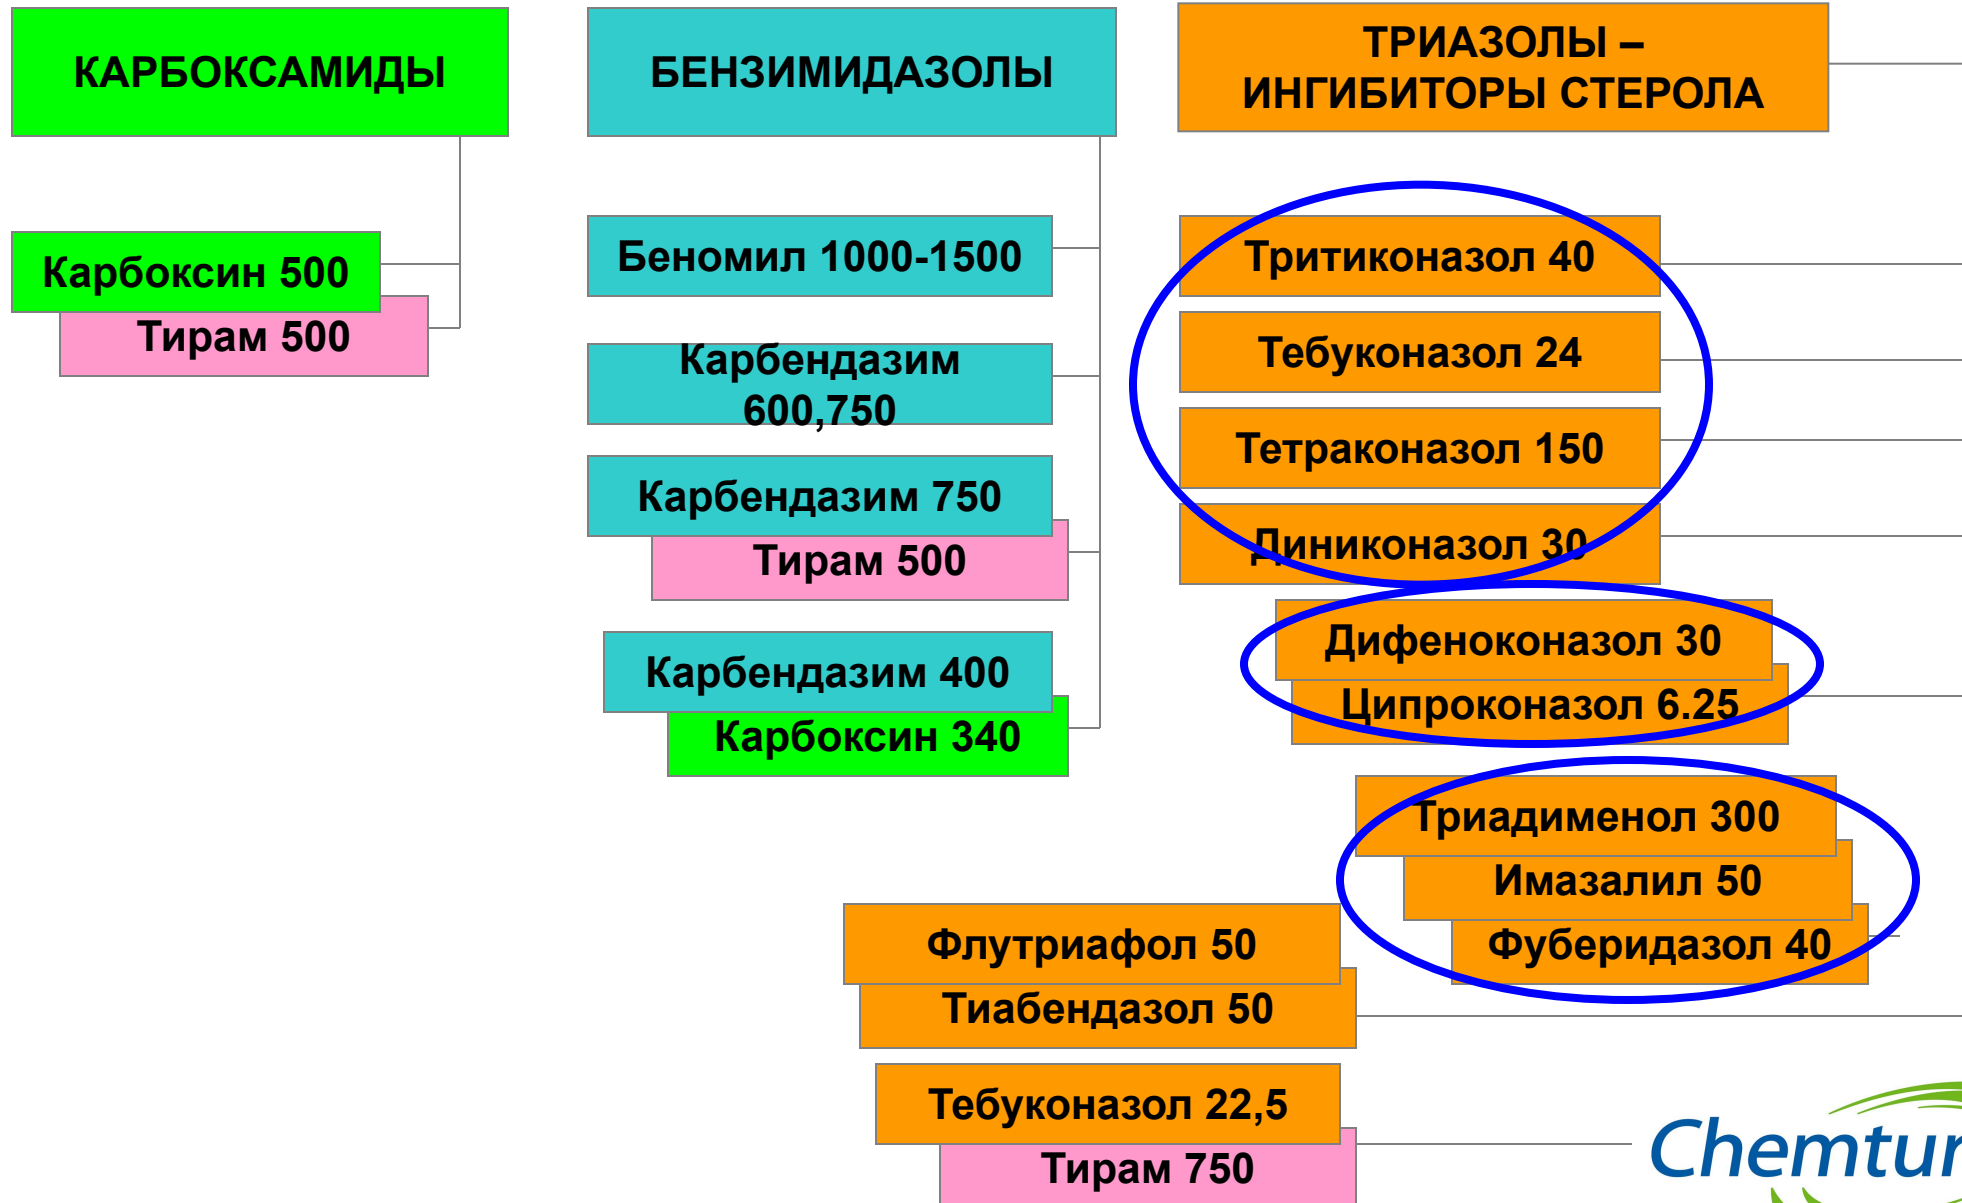 КАРБОКСАМИДЫ
Карбоксин 500
Тирам 500
БЕНЗИМИДАЗОЛЫ
Беномил 1000-1500
Карбендазим
600,750
Карбендазим 750
Тирам 500
Карбендазим 400
Карбоксин 340
ТРИАЗОЛЫ –
ИНГИБИТОРЫ СТЕРОЛА
Тритиконазол 40
Тебуконазол 24
Тетраконазол 150
Диниконазол 30
Дифеноконазол 30
Ципроконазол 6.25
Триадименол 300
Имазалил 50
Фуберидазол 40
Флутриафол 50
Тиабендазол 50
Тебуконазол 22,5
Тирам 750
Chemtur